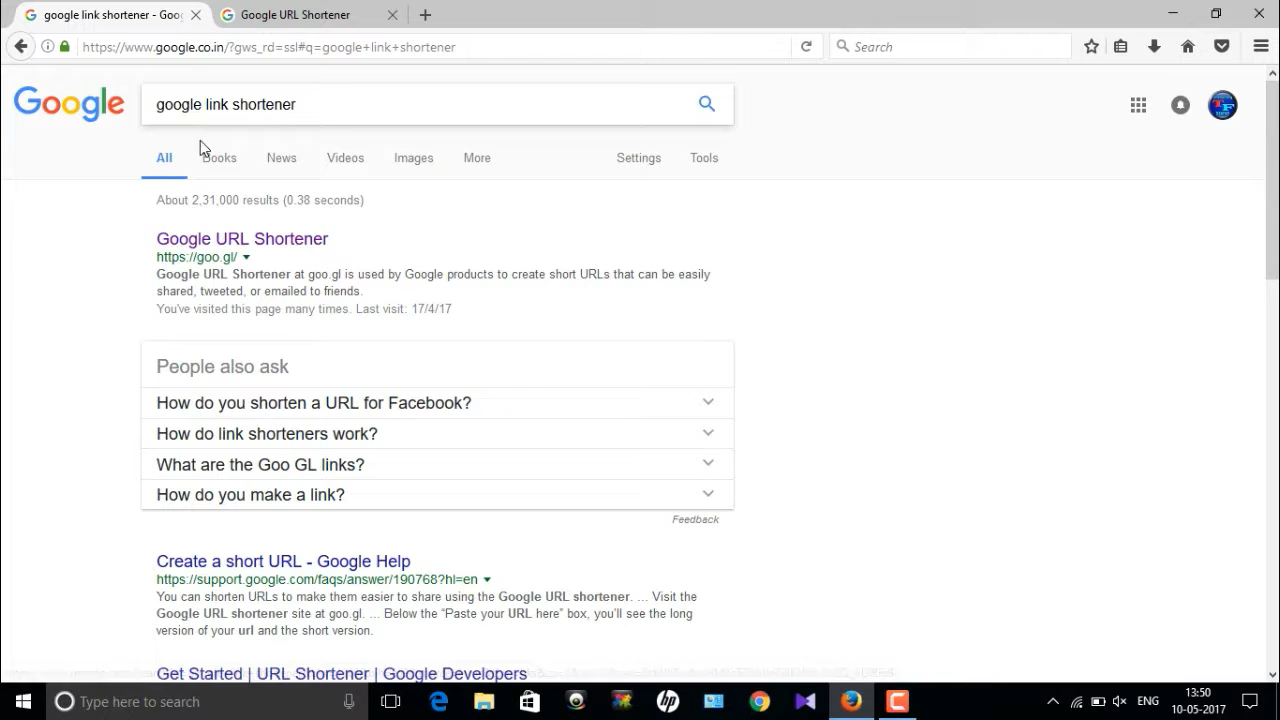 google link shortener - Goo
Google URL Shortener
https://www.google.co.in/?gws_rd=ssl#q=google+link+shortener
Search
Google
google link shortener
All
Books
News
Videos
Images
More
Settings
Tools
About 2,31,000 results (0.38 seconds)
Google URL Shortener
https://goo.gl/
Google URL Shortener at goo.gl is used by Google products to create short URLs that can be easily
shared, tweeted, or emailed to friends.
You've visited this page many times. Last visit: 17/4/17
People also ask
How do you shorten a URL for Facebook?
How do link shorteners work?
What are the Goo GL links?
How do you make a link?
Feedback
Create a short URL - Google Help
https://support.google.com/faqs/answer/190768?hl=en
You can shorten URLs to make them easier to share using the Google URL shortener. ... Visit the
Google URL shortener site at goo.gl. ... Below the “Paste your URL here” box, you’ll see the long
version of your url and the short version.
Get Started | URL Shortener | Google Developers
Type here to search
hp
ENG
13:50
10-05-2017